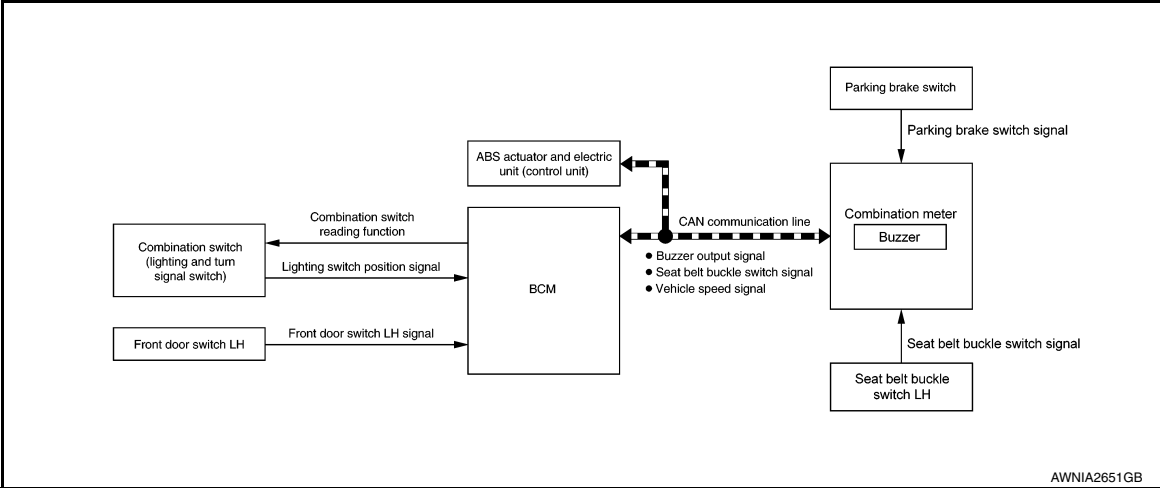 Parking brake switch
Parking brake switch signal
ABS actuator and electric
unit (control unit)
Combination switch
reading function
Combination switch
(lighting and turn
signal switch)
Lighting switch position signal
Front door switch LH
Front door switch LH signal
BCM
CAN communication line
● Buzzer output signal
● Seat belt buckle switch signal
● Vehicle speed signal
Combination meter
Buzzer
Seat belt buckle switch signal
Seat belt buckle
switch LH
AWNIA2651GB